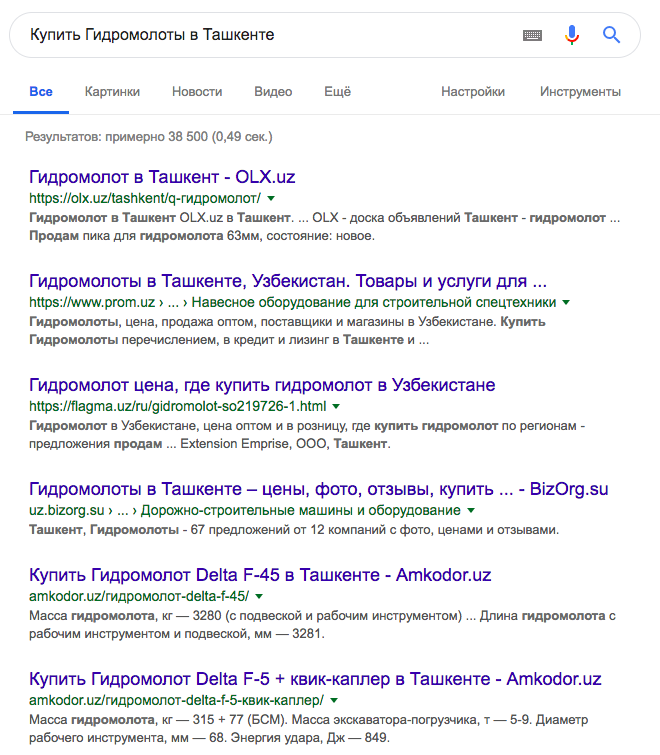 Купить Гидромолоты в Ташкенте
Все Картинки Новости Видео Ещё Настройки Инструменты
Результатов: примерно 38 500 (0,49 сек.)
Гидромолот в Ташкент - OLX.uz
https://olx.uz/tashkent/q-гидромолот/
Гидромолот в Ташкент OLX.uz в Ташкент. ... OLX - доска объявлений Ташкент - гидромолот ...
Продам пика для гидромолота 63мм, состояние: новое.
Гидромолоты в Ташкенте, Узбекистан. Товары и услуги для ...
https://www.prom.uz › ... › Навесное оборудование для строительной спецтехники
Гидромолоты, цена, продажа оптом, поставщики и магазины в Узбекистане. Купить
Гидромолоты перечислением, в кредит и лизинг в Ташкенте и ...
Гидромолот цена, где купить гидромолот в Узбекистане
https://flagma.uz/ru/gidromolot-so219726-1.html
Гидромолот в Узбекистане, цена оптом и в розницу, где купить гидромолот по регионам -
предложения продам ... Extension Emprise, ООО, Ташкент.
Гидромолоты в Ташкенте – цены, фото, отзывы, купить ... - BizOrg.su
uz.bizorg.su › ... › Дорожно-строительные машины и оборудование
Ташкент, Гидромолоты - 67 предложений от 12 компаний с фото, ценами и отзывами.
Купить Гидромолот Delta F-45 в Ташкенте - Amkodor.uz
amkodor.uz/гидромолот-delta-f-45/
Масса гидромолота, кг — 3280 (с подвеской и рабочим инструментом) ... Длина гидромолота с
рабочим инструментом и подвеской, мм — 3281.
Купить Гидромолот Delta F-5 + квик-каплер в Ташкенте - Amkodor.uz
amkodor.uz/гидромолот-delta-f-5-квик-каплер/
Масса гидромолота, кг — 315 + 77 (БСМ). Масса экскаватора-погрузчика, т — 5-9. Диаметр
рабочего инструмента, мм — 68. Энергия удара, Дж — 849.